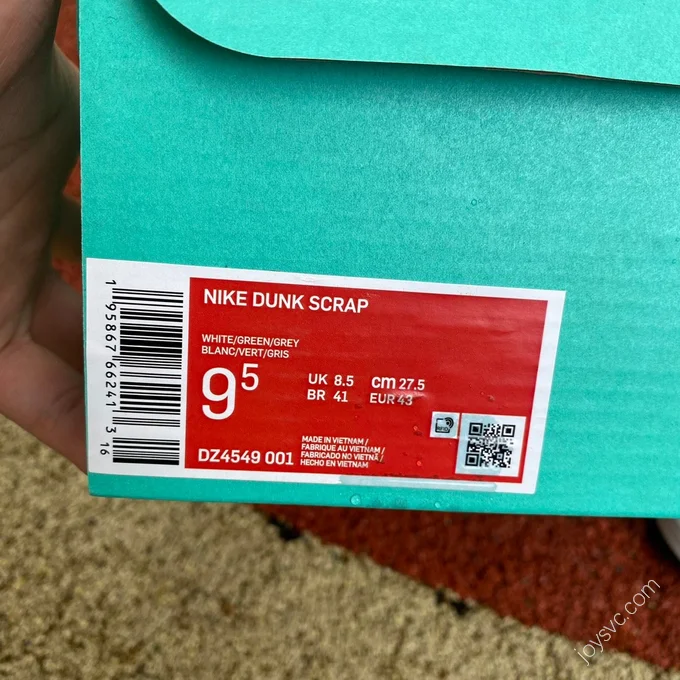 NIKE DUNK SCRAP
WHITE/GREEN/GREY
BLANC/VERT/GRIS
9⁵
UK 8.5 cm 27.5
BR 41 EUR 43
DZ4549 001
MADE IN VIETNAM /
FABRIQUE AU VIETNAM /
FABRICADO NO VIETNÃ /
HECHO EN VIETNAM
1 95867 66241 3 16
joysvc.com